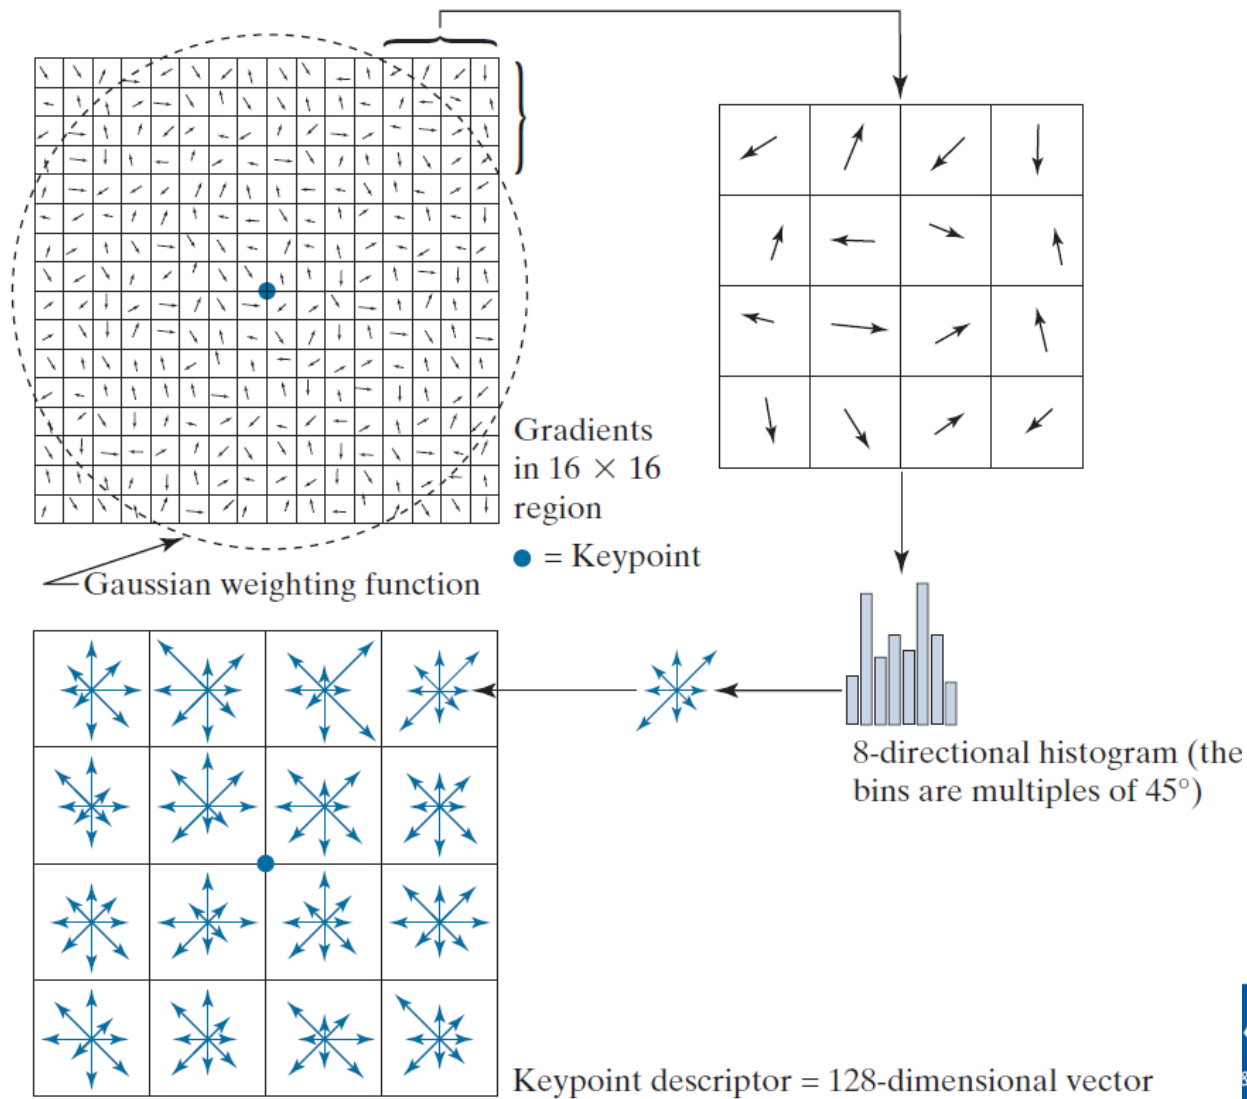 Gradients
in 16 × 16
region
= Keypoint
Gaussian weighting function
8-directional histogram (the
bins are multiples of 45°)
Keypoint descriptor = 128-dimensional vector